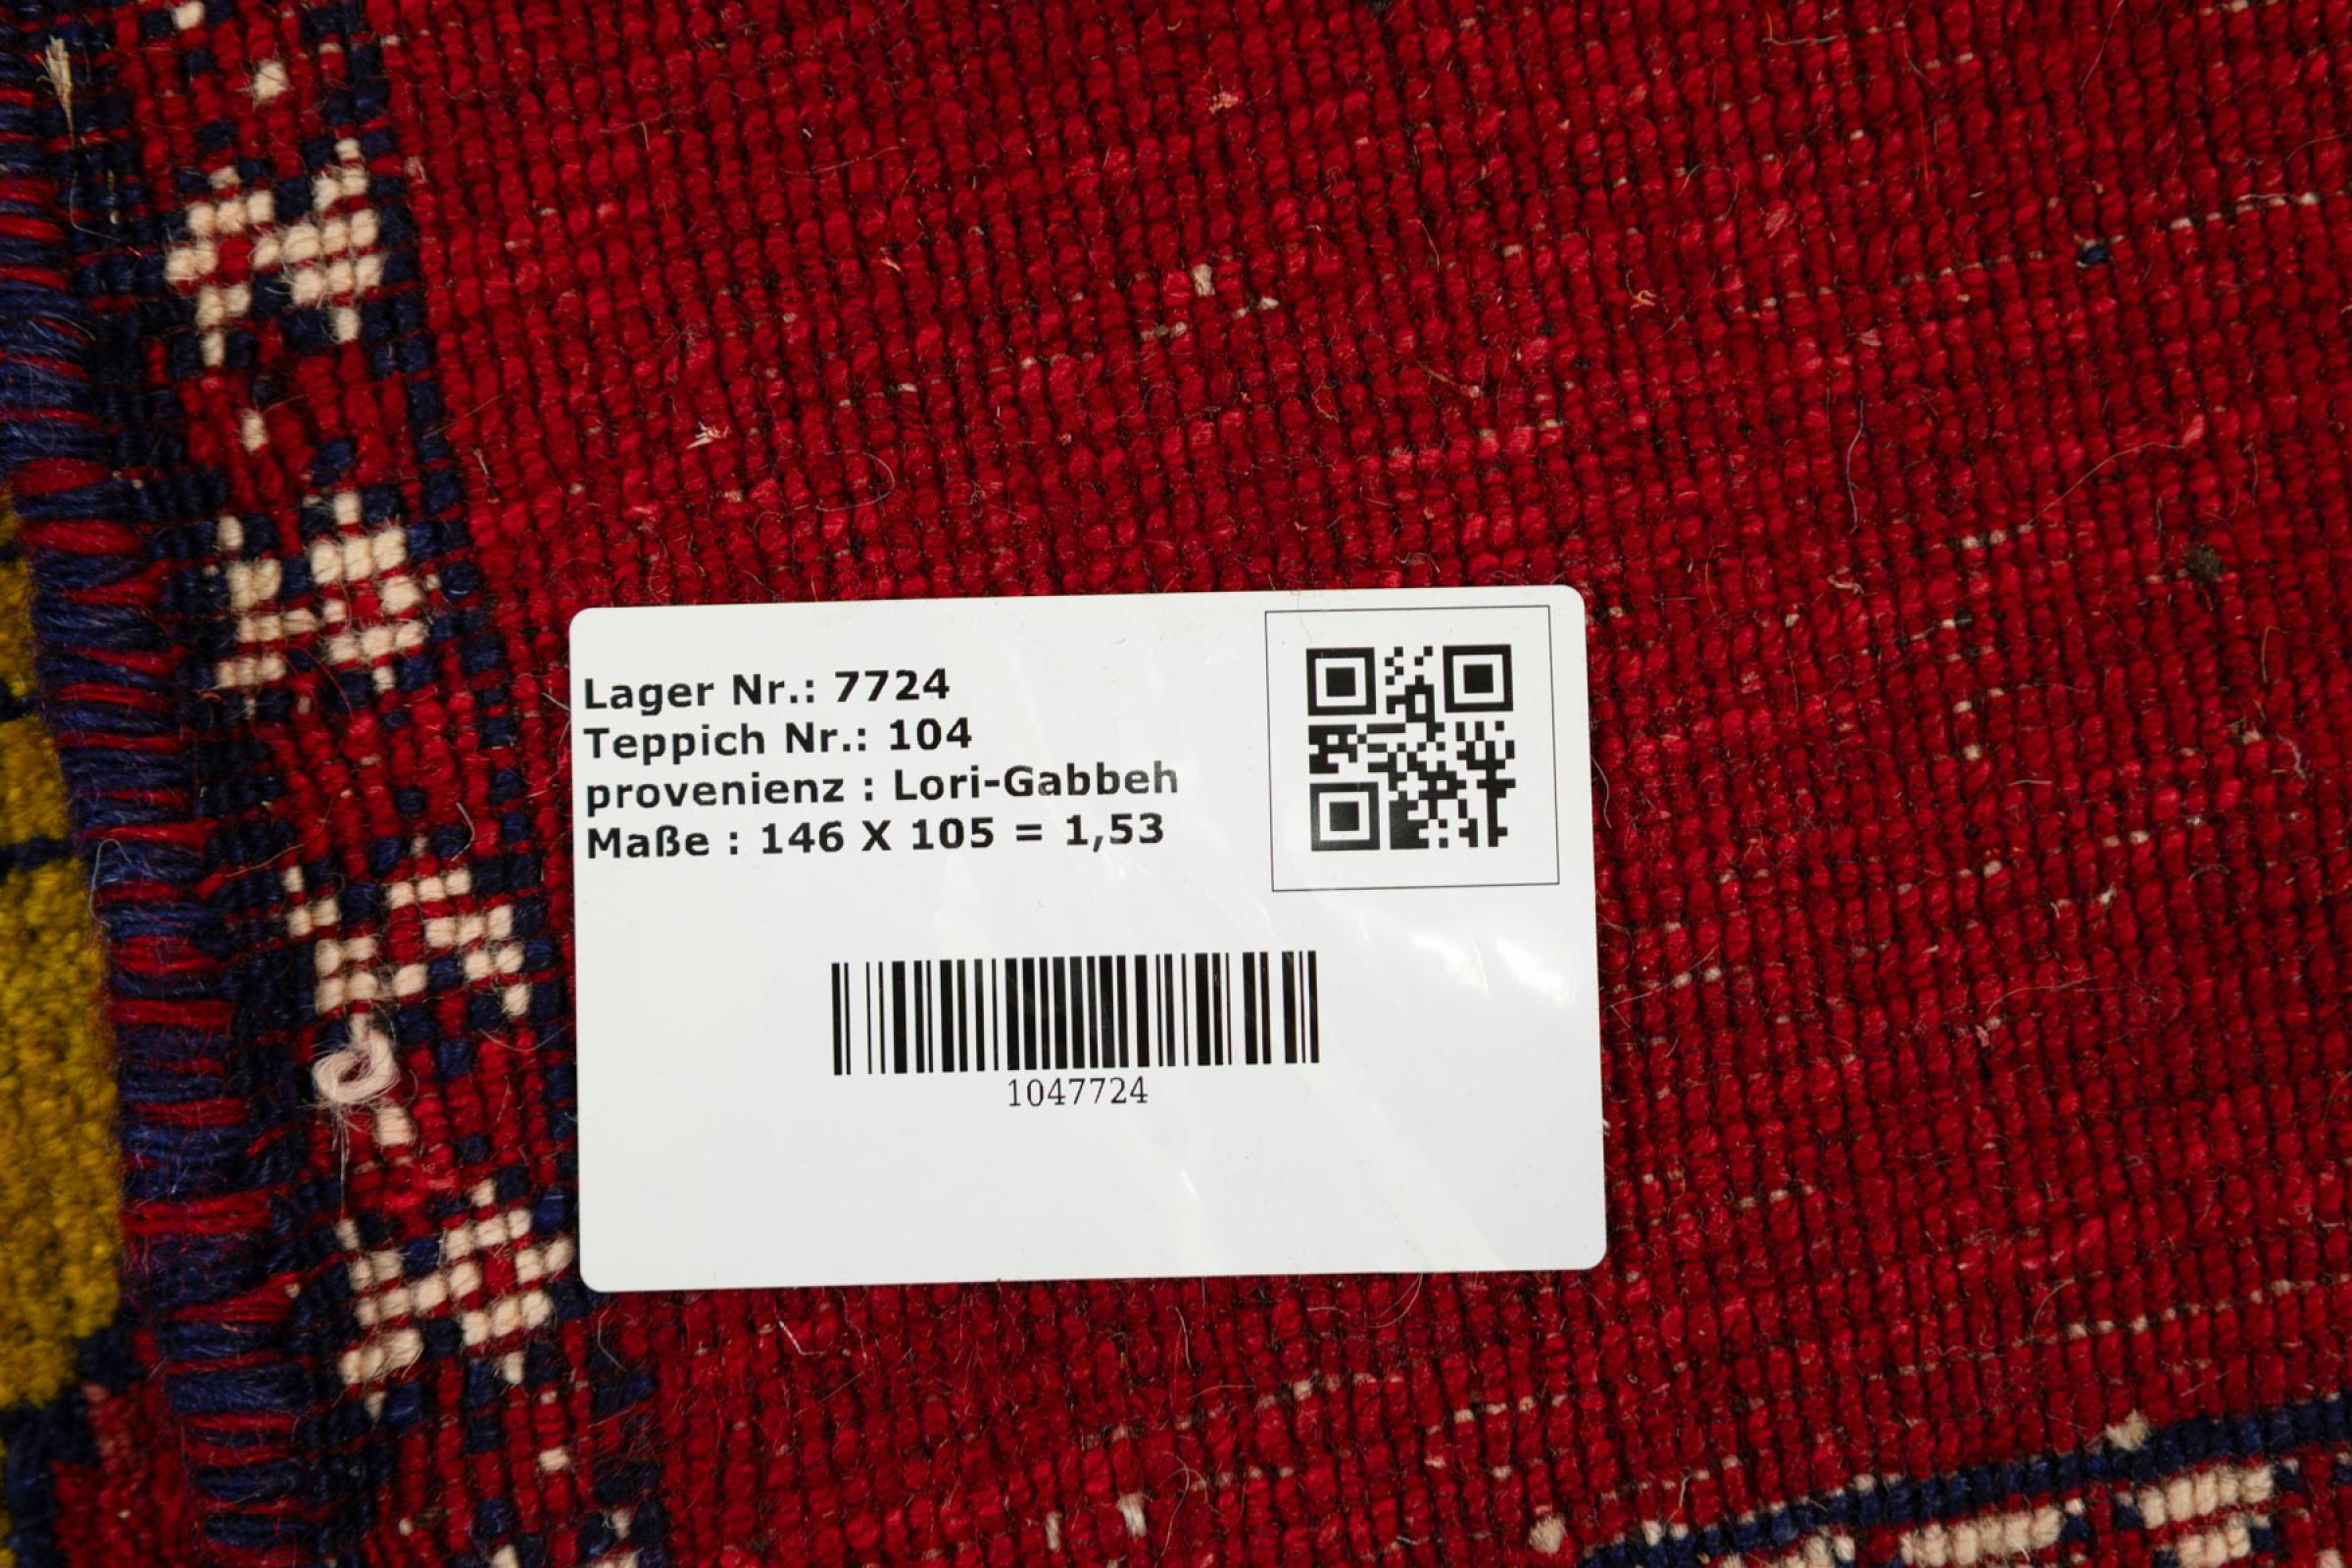 Lager Nr.: 7724
Teppich Nr.: 104
provenienz : Lori-Gabbeh
Maße : 146 X 105 = 1,53
1047724